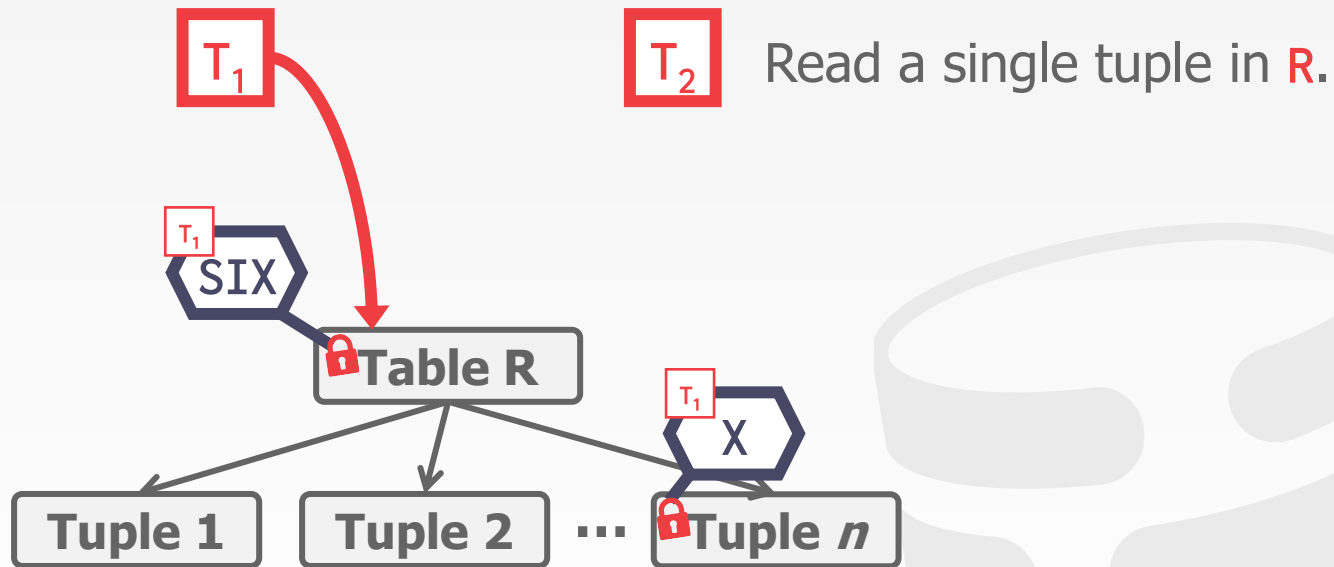 T₁
T₂ Read a single tuple in R.
T₁
SIX
Table R
T₁
X
Tuple 1 Tuple 2 ... Tuple n